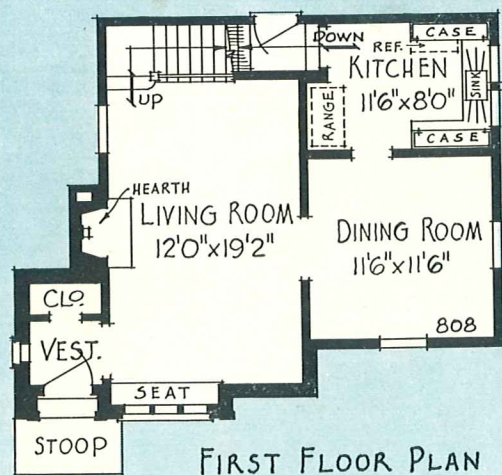 CASE
DOWN
REF.
KITCHEN
11'6"x8'0"
SINK
RANGE
CASE
UP
HEARTH
LIVING ROOM
12'0"x19'2"
DINING ROOM
11'6"x11'6"
CLO.
VEST.
808
SEAT
STOOP
FIRST FLOOR PLAN